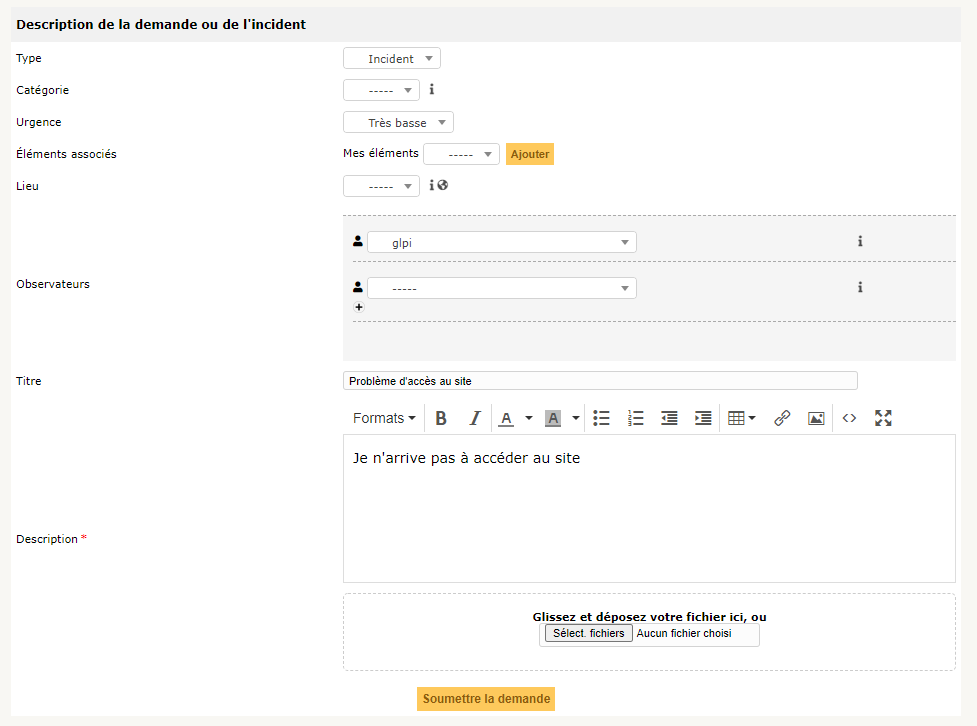 Description de la demande ou de l'incident
Type Incident
Catégorie -----
Urgence Très basse
Éléments associés Mes éléments ----- Ajouter
Lieu -----
glpi
Observateurs -----
Titre Problème d'accès au site
Formats B I A A
Je n'arrive pas à accéder au site
Description *
Glissez et déposez votre fichier ici, ou
Sélect. fichiers Aucun fichier choisi
Soumettre la demande